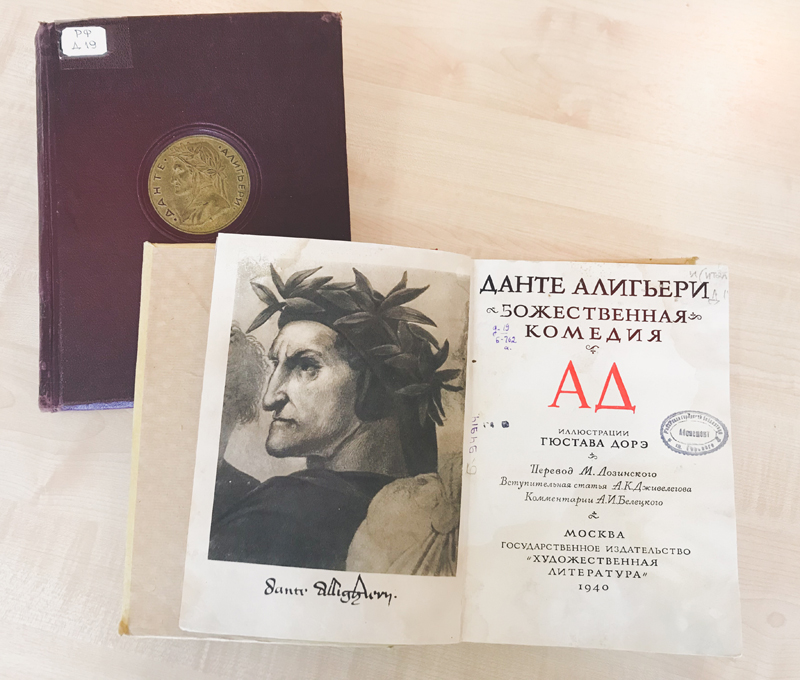 РФ
Д 19
ДАНТЕ АЛИГЬЕРИ
ДАНТЕ АЛИГЬЕРИ
БОЖЕСТВЕННАЯ
КОМЕДИЯ
АД
ИЛЛЮСТРАЦИИ
ГЮСТАВА ДОРЭ
Перевод М. Лозинского
Вступительная статья А.К.Дживелегова
Комментарии А.И.Белецкого
МОСКВА
ГОСУДАРСТВЕННОЕ ИЗДАТЕЛЬСТВО
"ХУДОЖЕСТВЕННАЯ
ЛИТЕРАТУРА"
1940
Абонемент